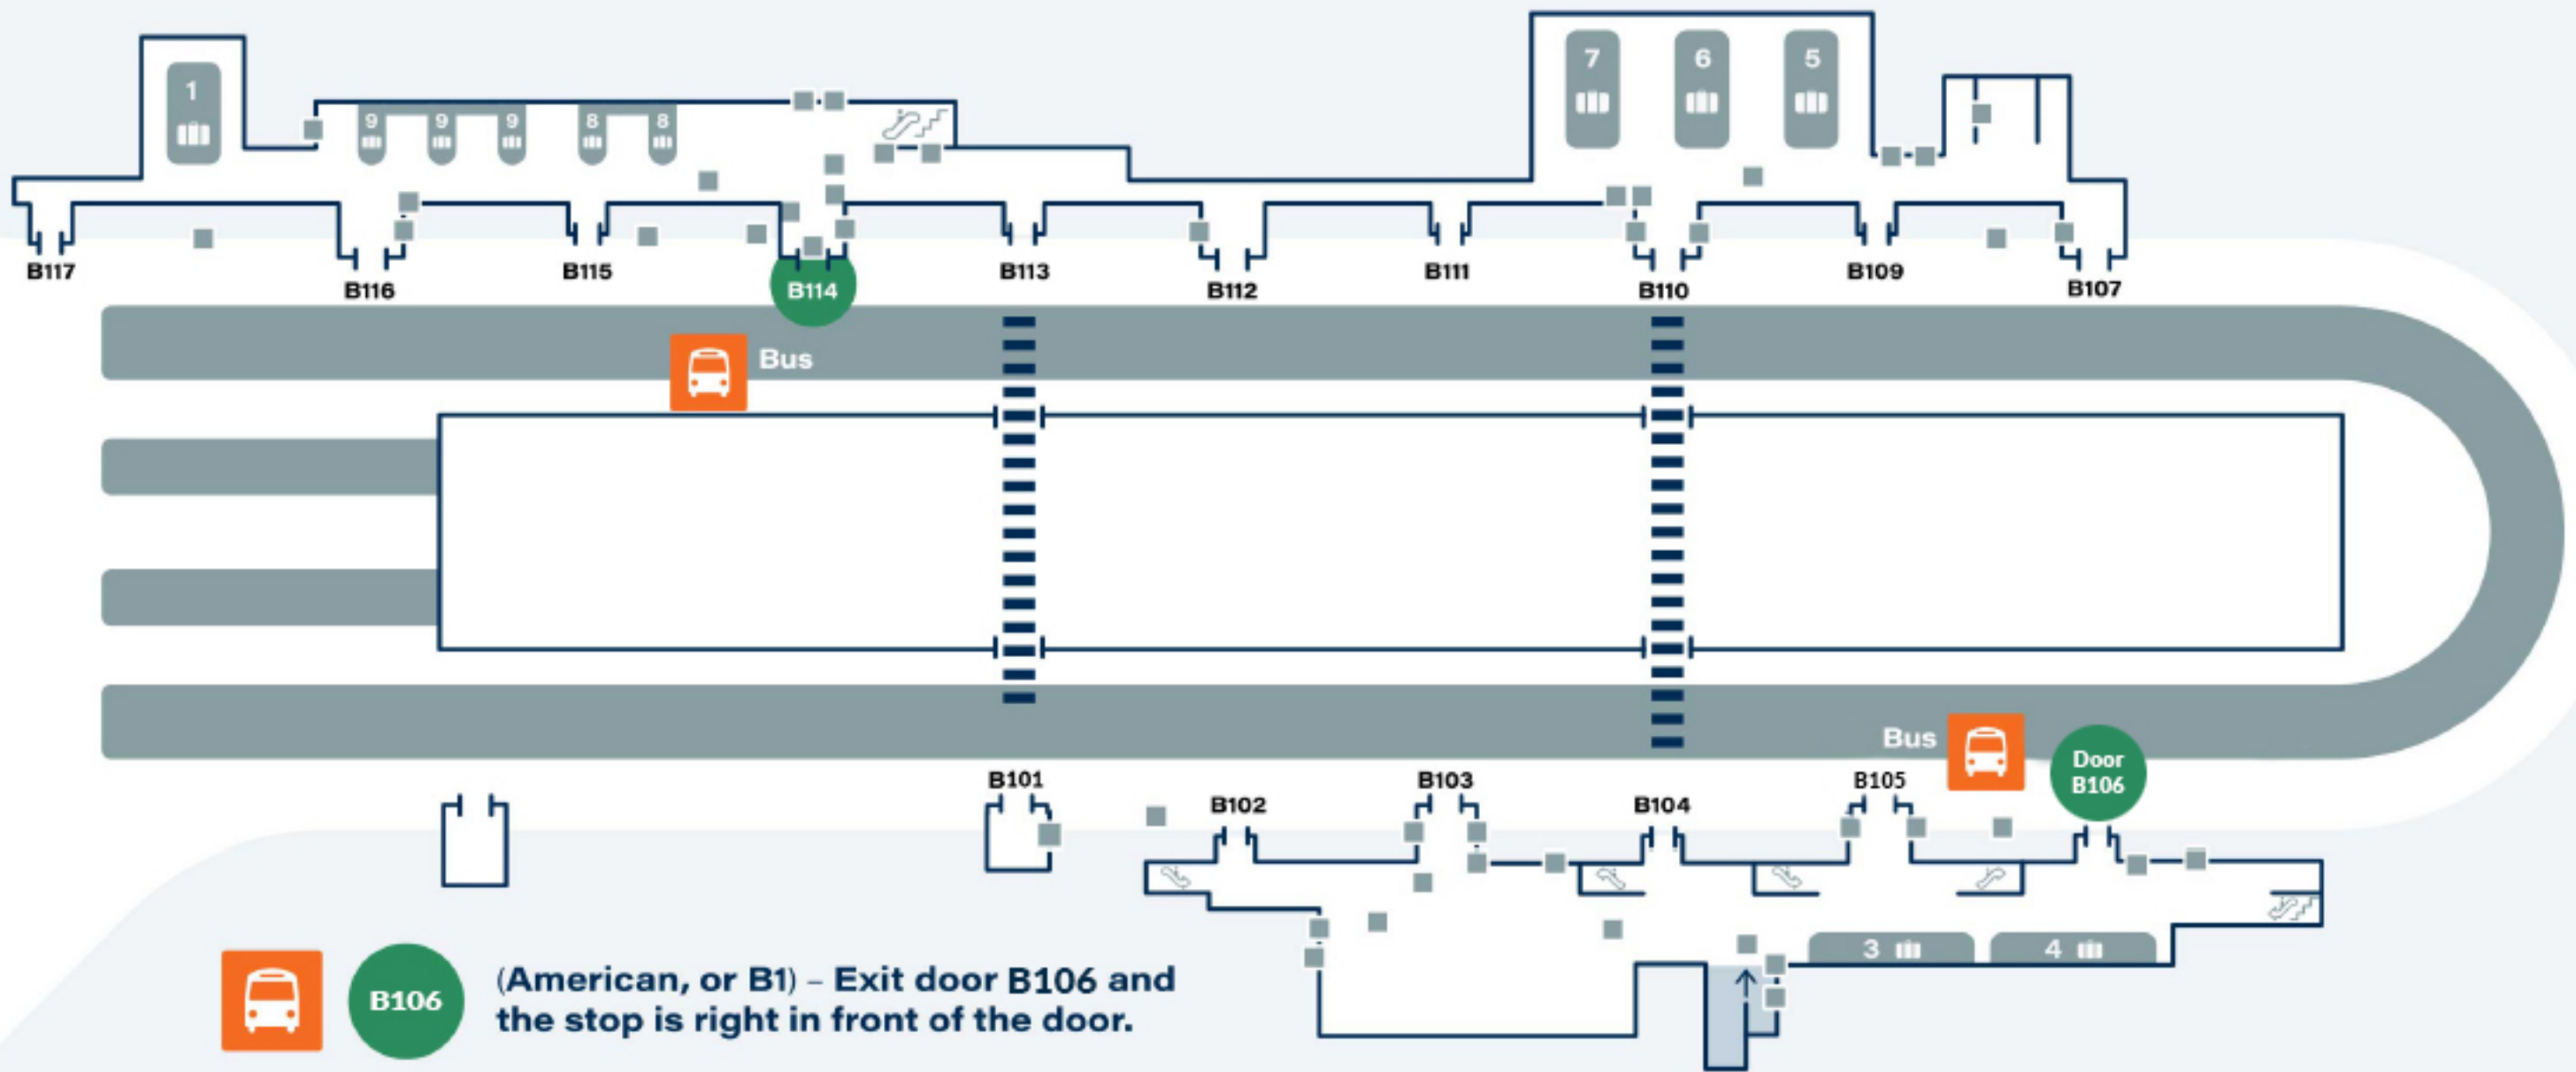 1
9
9
9
8
8
7
6
5
B117
B116
B115
B114
B113
B112
B111
B110
B109
B107
Bus
Bus
Door
B106
B101
B102
B103
B104
B105
3
4
B106
(American, or B1) – Exit door B106 and
the stop is right in front of the door.